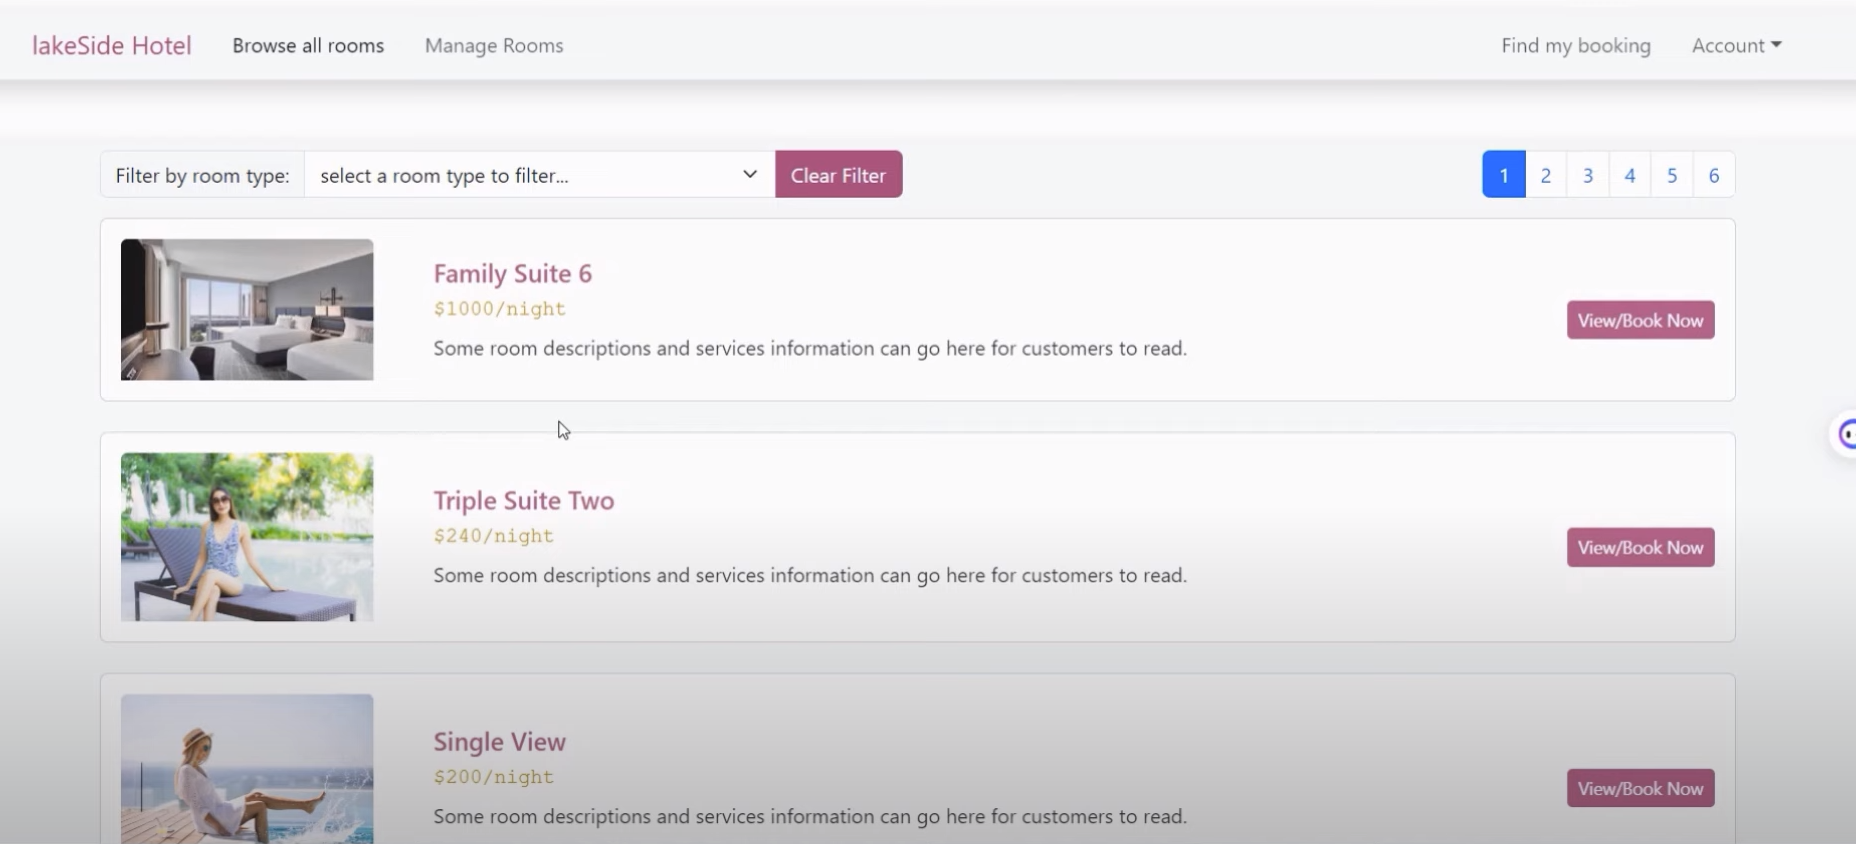 lakeSide Hotel Browse all rooms Manage Rooms Find my booking Account
Filter by room type: select a room type to filter... Clear Filter 1 2 3 4 5 6
Family Suite 6
$1000/night
Some room descriptions and services information can go here for customers to read.
View/Book Now
Triple Suite Two
$240/night
Some room descriptions and services information can go here for customers to read.
View/Book Now
Single View
$200/night
Some room descriptions and services information can go here for customers to read.
View/Book Now